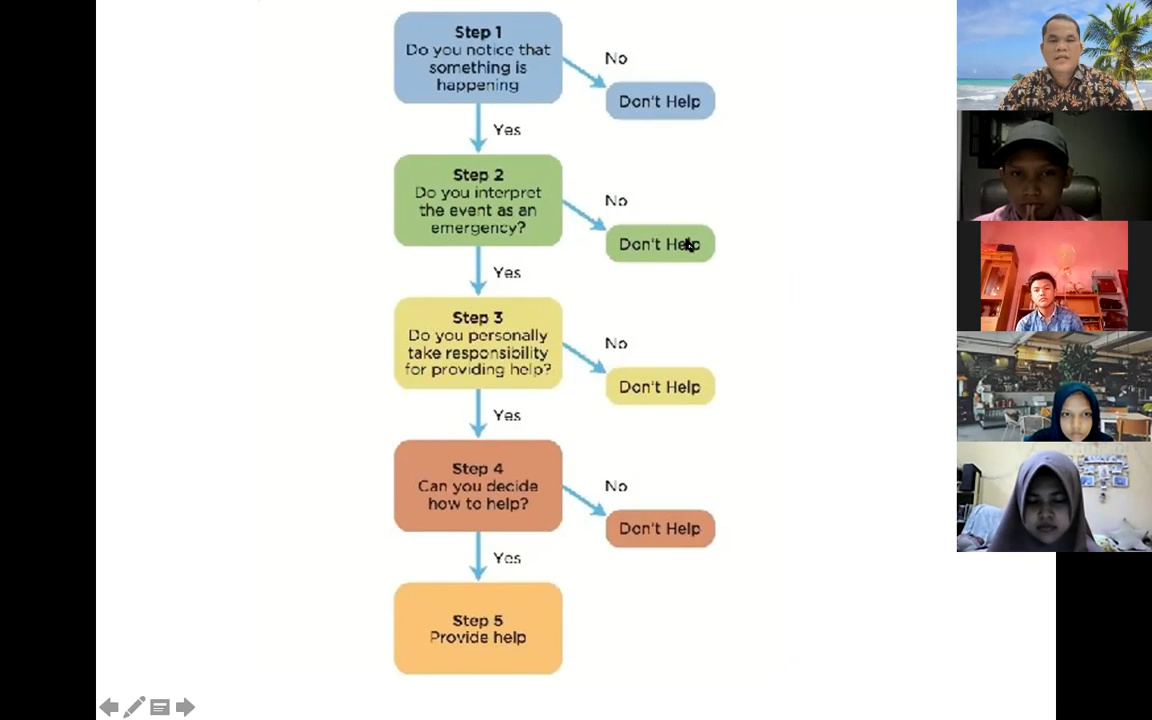 Step 1
Do you notice that
something is
happening
No
Don't Help
Yes
Step 2
Do you interpret
the event as an
emergency?
No
Don't Help
Yes
Step 3
Do you personally
take responsibility
for providing help?
No
Don't Help
Yes
Step 4
Can you decide
how to help?
No
Don't Help
Yes
Step 5
Provide help